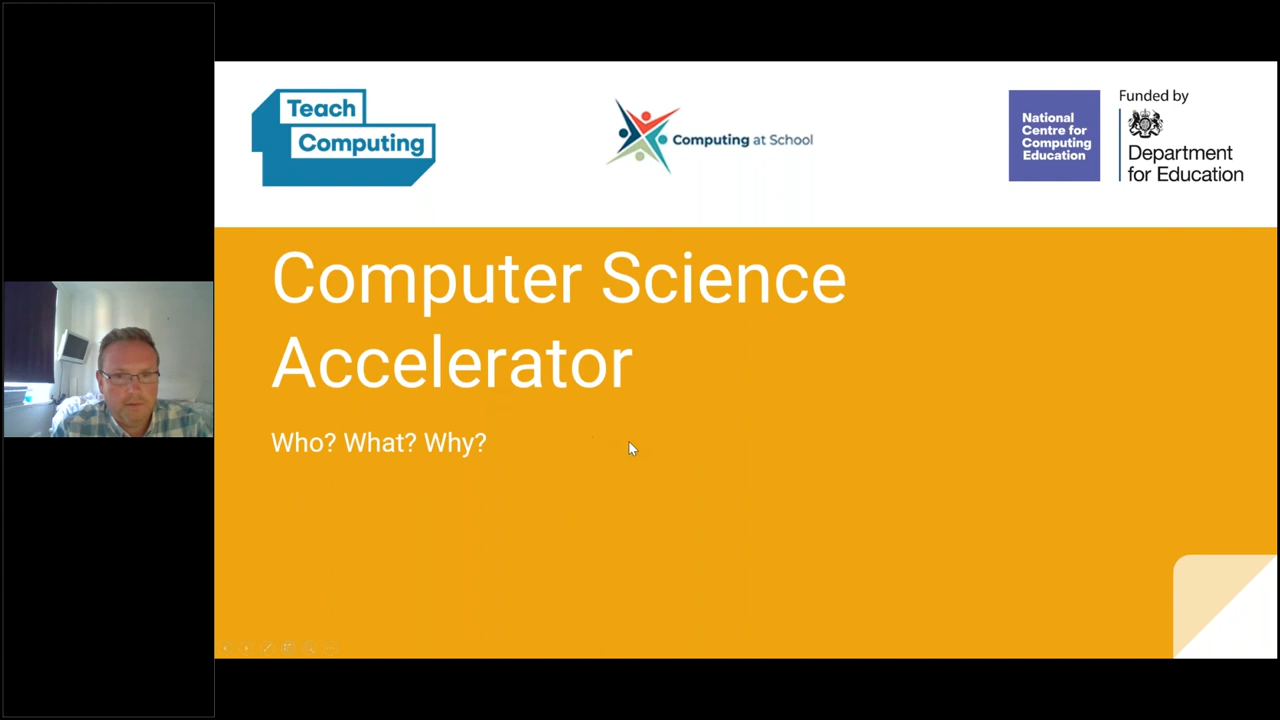 Teach
Computing
Computing at School
National
Centre for
Computing
Education
Funded by
Department
for Education
Computer Science
Accelerator
Who? What? Why?